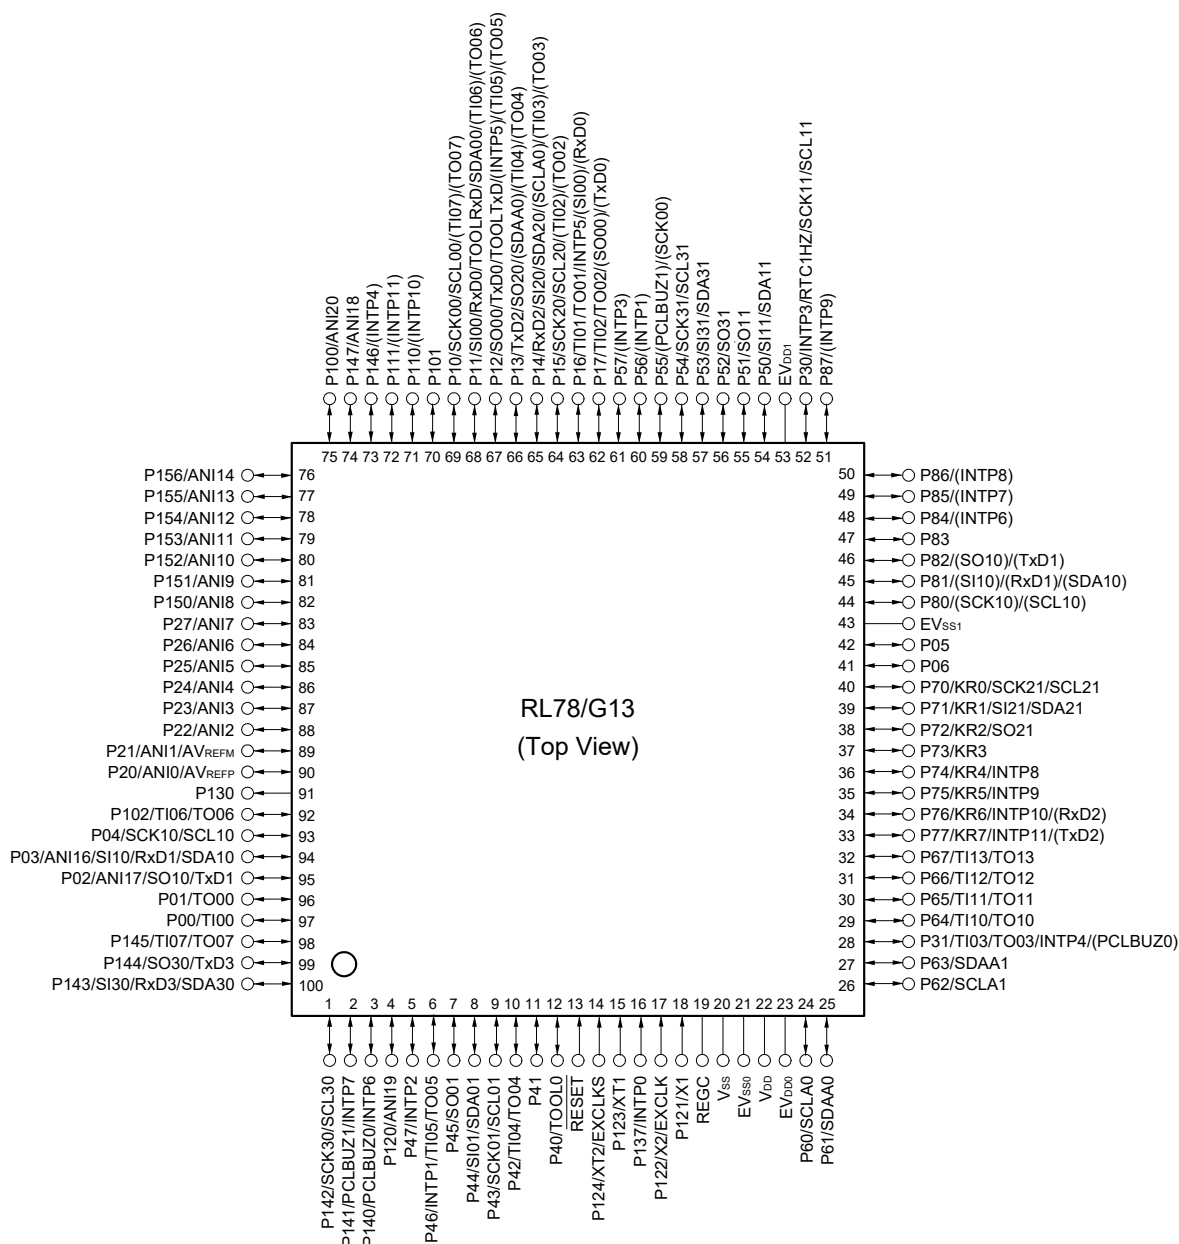 P100/ANI20
P147/ANI18
P146/(INTP4)
P111/(INTP11)
P110/(INTP10)
P101
P10/SCK00/SCL00/(TI07)/(TO07)
P11/SI00/RxD0/TOOLRxD/SDA00/(TI06)/(TO06)
P12/SO00/TxD0/TOOLTxD/(INTP5)/(TI05)/(TO05)
P13/TxD2/SO20/(SDAA0)/(TI04)/(TO04)
P14/RxD2/SI20/SDA20/(SCLA0)/(TI03)/(TO03)
P15/SCK20/SCL20/(TI02)/(TO02)
P16/TI01/TO01/INTP5/(SI00)/(RxD0)
P17/TI02/TO02/(SO00)/(TxD0)
P57/(INTP3)
P56/(INTP1)
P55/(PCLBUZ1)/(SCK00)
P54/SCK31/SCL31
P53/SI31/SDA31
P52/SO31
P51/SO11
P50/SI11/SDA11
EVDD1
P30/INTP3/RTC1HZ/SCK11/SCL11
P87/(INTP9)
75 74 73 72 71 70 69 68 67 66 65 64 63 62 61 60 59 58 57 56 55 54 53 52 51
P156/ANI14 76
P155/ANI13 77
P154/ANI12 78
P153/ANI11 79
P152/ANI10 80
P151/ANI9 81
P150/ANI8 82
P27/ANI7 83
P26/ANI6 84
P25/ANI5 85
P24/ANI4 86
P23/ANI3 87
P22/ANI2 88
P21/ANI1/AVREFM 89
P20/ANI0/AVREFP 90
P130 91
P102/TI06/TO06 92
P04/SCK10/SCL10 93
P03/ANI16/SI10/RxD1/SDA10 94
P02/ANI17/SO10/TxD1 95
P01/TO00 96
P00/TI00 97
P145/TI07/TO07 98
P144/SO30/TxD3 99
P143/SI30/RxD3/SDA30 100
RL78/G13
(Top View)
50 P86/(INTP8)
49 P85/(INTP7)
48 P84/(INTP6)
47 P83
46 P82/(SO10)/(TxD1)
45 P81/(SI10)/(RxD1)/(SDA10)
44 P80/(SCK10)/(SCL10)
43 EVSS1
42 P05
41 P06
40 P70/KR0/SCK21/SCL21
39 P71/KR1/SI21/SDA21
38 P72/KR2/SO21
37 P73/KR3
36 P74/KR4/INTP8
35 P75/KR5/INTP9
34 P76/KR6/INTP10/(RxD2)
33 P77/KR7/INTP11/(TxD2)
32 P67/TI13/TO13
31 P66/TI12/TO12
30 P65/TI11/TO11
29 P64/TI10/TO10
28 P31/TI03/TO03/INTP4/(PCLBUZ0)
27 P63/SDAA1
26 P62/SCLA1
1 2 3 4 5 6 7 8 9 10 11 12 13 14 15 16 17 18 19 20 21 22 23 24 25
P142/SCK30/SCL30
P141/PCLBUZ1/INTP7
P140/PCLBUZ0/INTP6
P120/ANI19
P47/INTP2
P46/INTP1/TI05/TO05
P45/SO01
P44/SI01/SDA01
P43/SCK01/SCL01
P42/TI04/TO04
P41
P40/TOOL0
RESET
P124/XT2/EXCLKS
P123/XT1
P137/INTP0
P122/X2/EXCLK
P121/X1
REGC
VSS
EVSS0
VDD
EVDD0
P60/SCLA0
P61/SDAA0